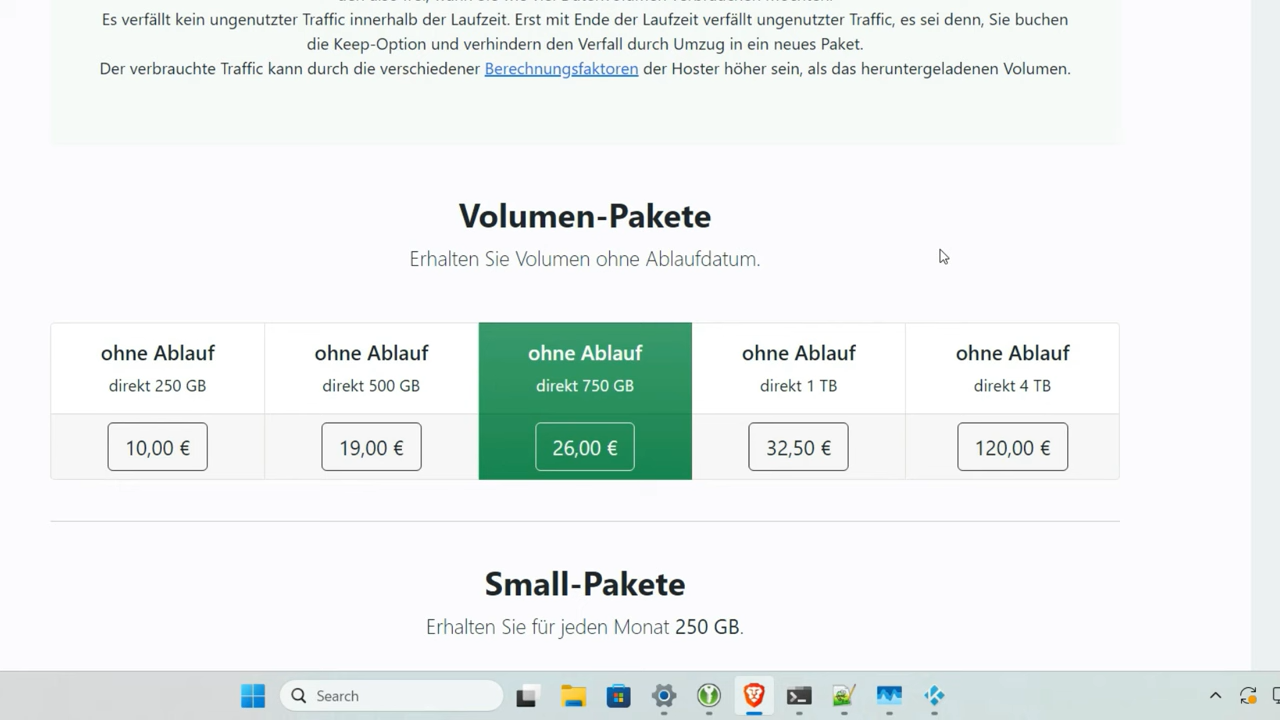 Es verfällt kein ungenutzter Traffic innerhalb der Laufzeit. Erst mit Ende der Laufzeit verfällt ungenutzter Traffic, es sei denn, Sie buchen
die Keep-Option und verhindern den Verfall durch Umzug in ein neues Paket.
Der verbrauchte Traffic kann durch die verschiedener Berechnungsfaktoren der Hoster höher sein, als das heruntergeladenen Volumen.
Volumen-Pakete
Erhalten Sie Volumen ohne Ablaufdatum.
ohne Ablauf ohne Ablauf ohne Ablauf ohne Ablauf ohne Ablauf
direkt 250 GB direkt 500 GB direkt 750 GB direkt 1 TB direkt 4 TB
10,00 € 19,00 € 26,00 € 32,50 € 120,00 €
Small-Pakete
Erhalten Sie für jeden Monat 250 GB.
Search